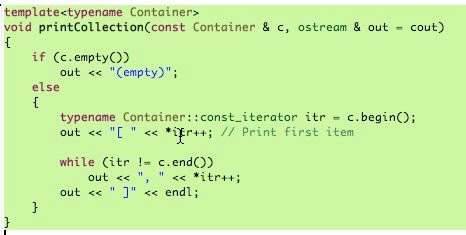 template<typename Container>
void printCollection(const Container & c, ostream & out = cout)
{
    if (c.empty())
        out << "(empty)";
    else
    {
        typename Container::const_iterator itr = c.begin();
        out << "[ " << *itr++; // Print first item

        while (itr != c.end())
            out << ", " << *itr++;
        out << " ]" << endl;
    }
}